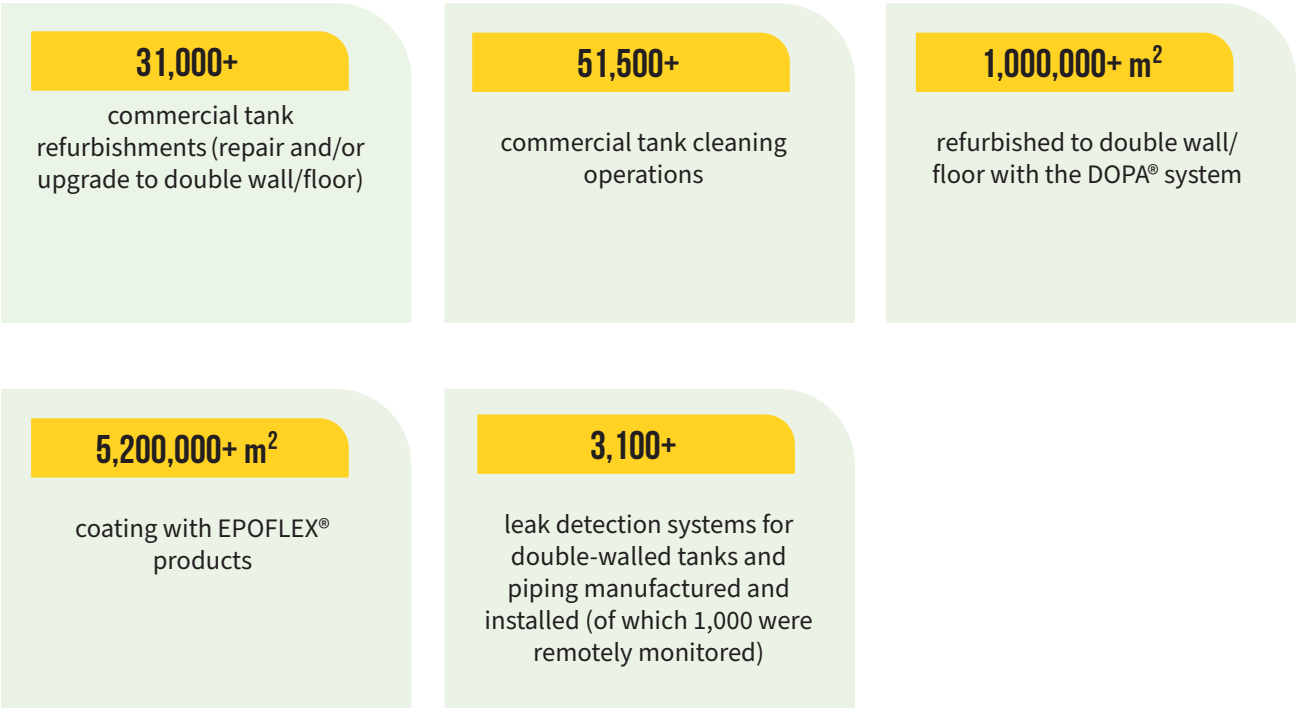 31,000+
commercial tank
refurbishments (repair and/or
upgrade to double wall/floor)
51,500+
commercial tank cleaning
operations
1,000,000+ m²
refurbished to double wall/
floor with the DOPA® system
5,200,000+ m²
coating with EPOFLEX®
products
3,100+
leak detection systems for
double-walled tanks and
piping manufactured and
installed (of which 1,000 were
remotely monitored)